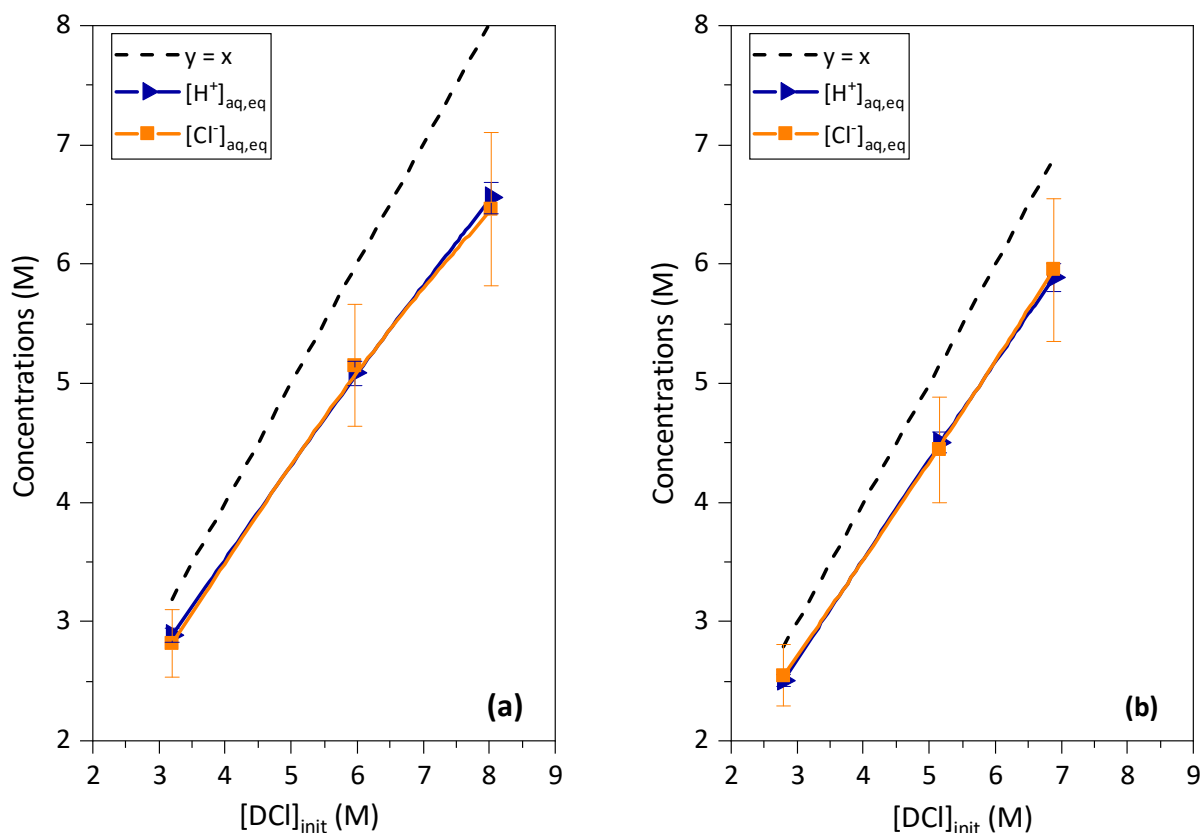 8
7
6
5
4
3
2
Concentrations (M)
y = x
[H⁺]aq,eq
[Cl⁻]aq,eq
(a)
2 3 4 5 6 7 8 9
[DCl]init (M)
8
7
6
5
4
3
2
Concentrations (M)
y = x
[H⁺]aq,eq
[Cl⁻]aq,eq
(b)
2 3 4 5 6 7 8 9
[DCl]init (M)